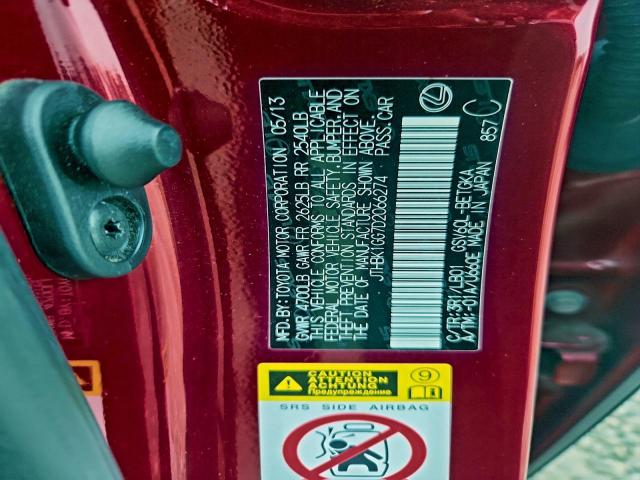 MFD. BY: TOYOTA MOTOR CORPORATION 05/13
GVWR 4700LB GAWR FR 2625LB RR 2540LB
THIS VEHICLE CONFORMS TO ALL APPLICABLE
FEDERAL MOTOR VEHICLE SAFETY, BUMPER, AND
THEFT PREVENTION STANDARDS IN EFFECT ON
THE DATE OF MANUFACTURE SHOWN ABOVE.
JTHBK1GG7D2066274 PASS. CAR
C/TR: 3R1/LB01 GSV60L-BETGKA
A/TM: -01A/U660E MADE IN JAPAN 857C
CAUTION
ATTENTION
ACHTUNG
Предупреждение
9
SRS SIDE AIRBAG